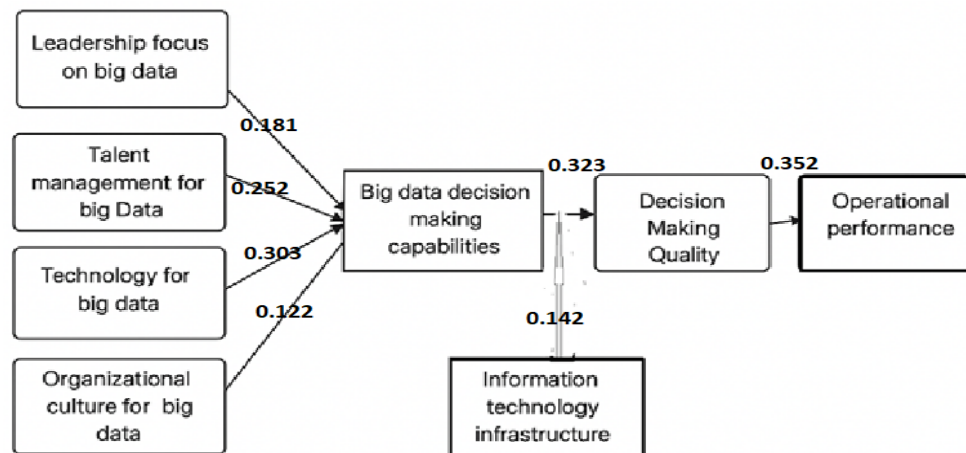 Leadership focus
on big data
0.181
Talent
managerment for
big Data
0.252
Technology for
big data
0.303
0.122
Organizational
culture for big
data
Big data decision
making
capabilities
0.323
Decision
Making
Quality
0.352
Operational
performance
0.142
Information
technology
infrastructure